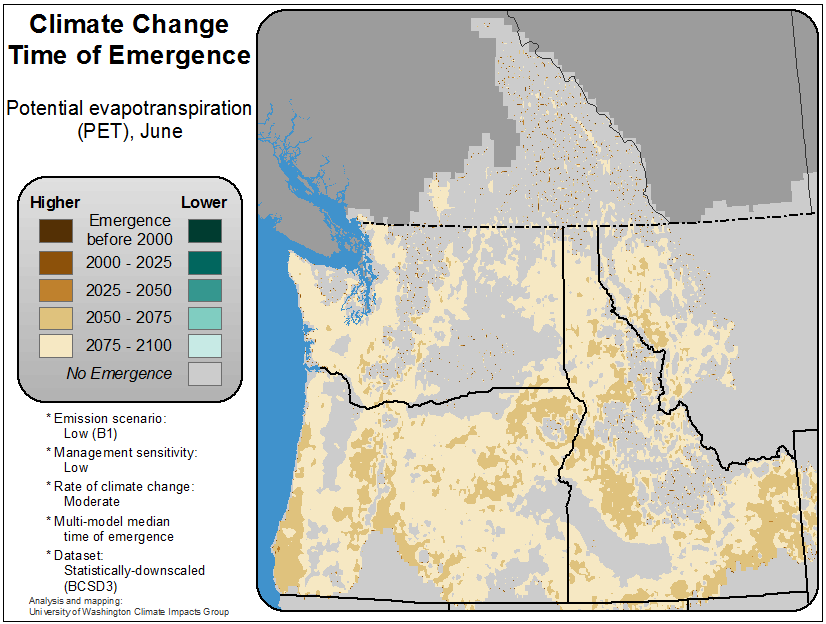 Climate Change
Time of Emergence
Potential evapotranspiration
(PET), June
Higher
Lower
Emergence
before 2000
2000 - 2025
2025 - 2050
2050 - 2075
2075 - 2100
No Emergence
* Emission scenario:
Low (B1)
* Management sensitivity:
Low
* Rate of climate change:
Moderate
* Multi-model median
time of emergence
* Dataset:
Statistically-downscaled
(BCSD3)
Analysis and mapping:
University of Washington Climate Impacts Group